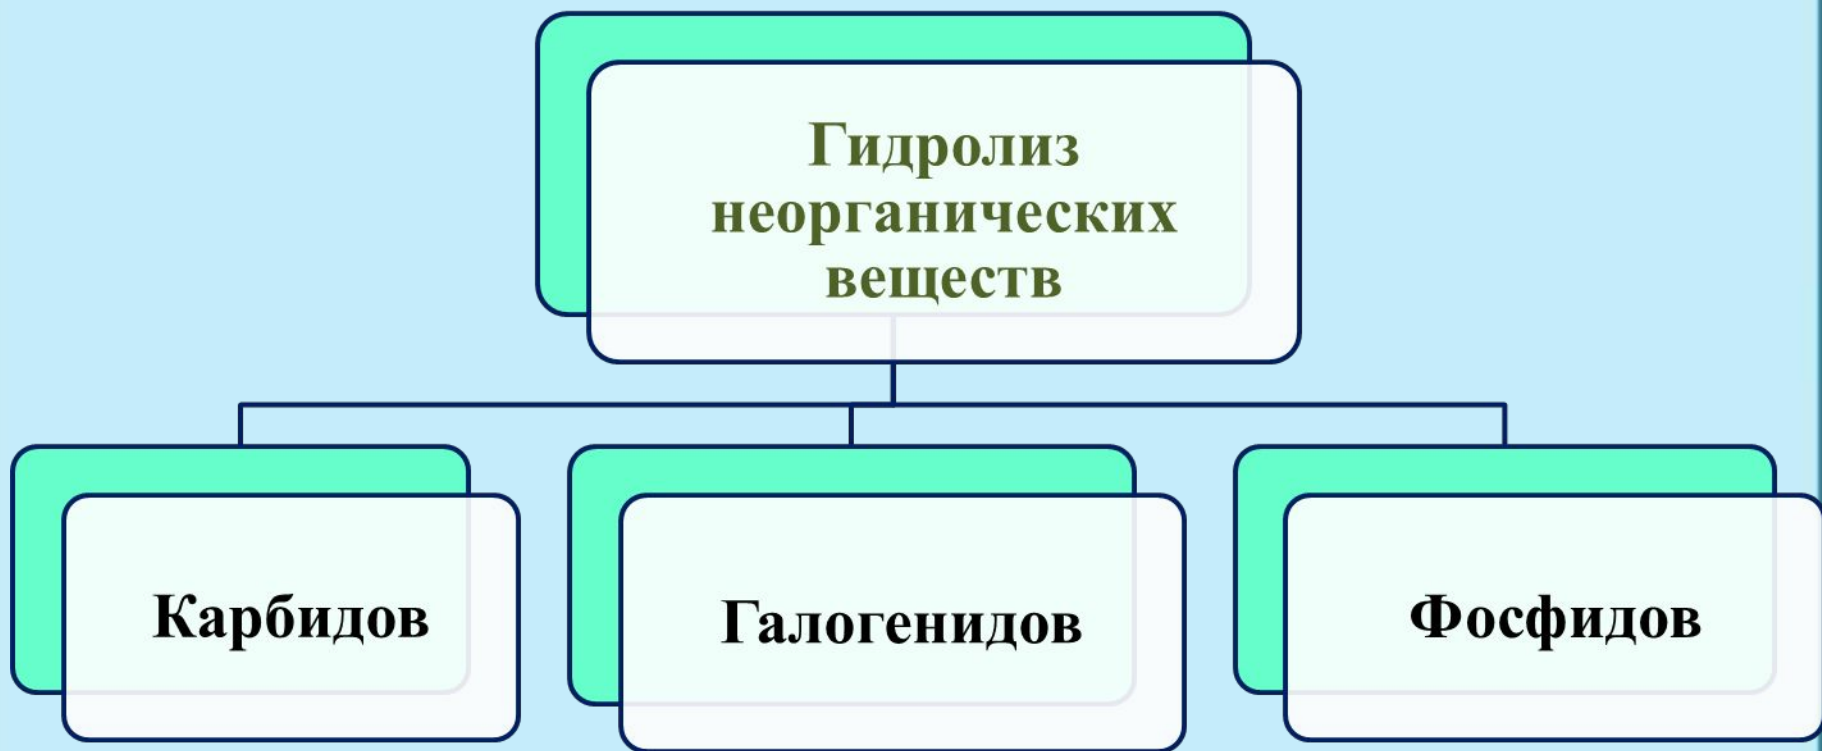 Гидролиз
неорганических
веществ
Карбидов
Галогенидов
Фосфидов